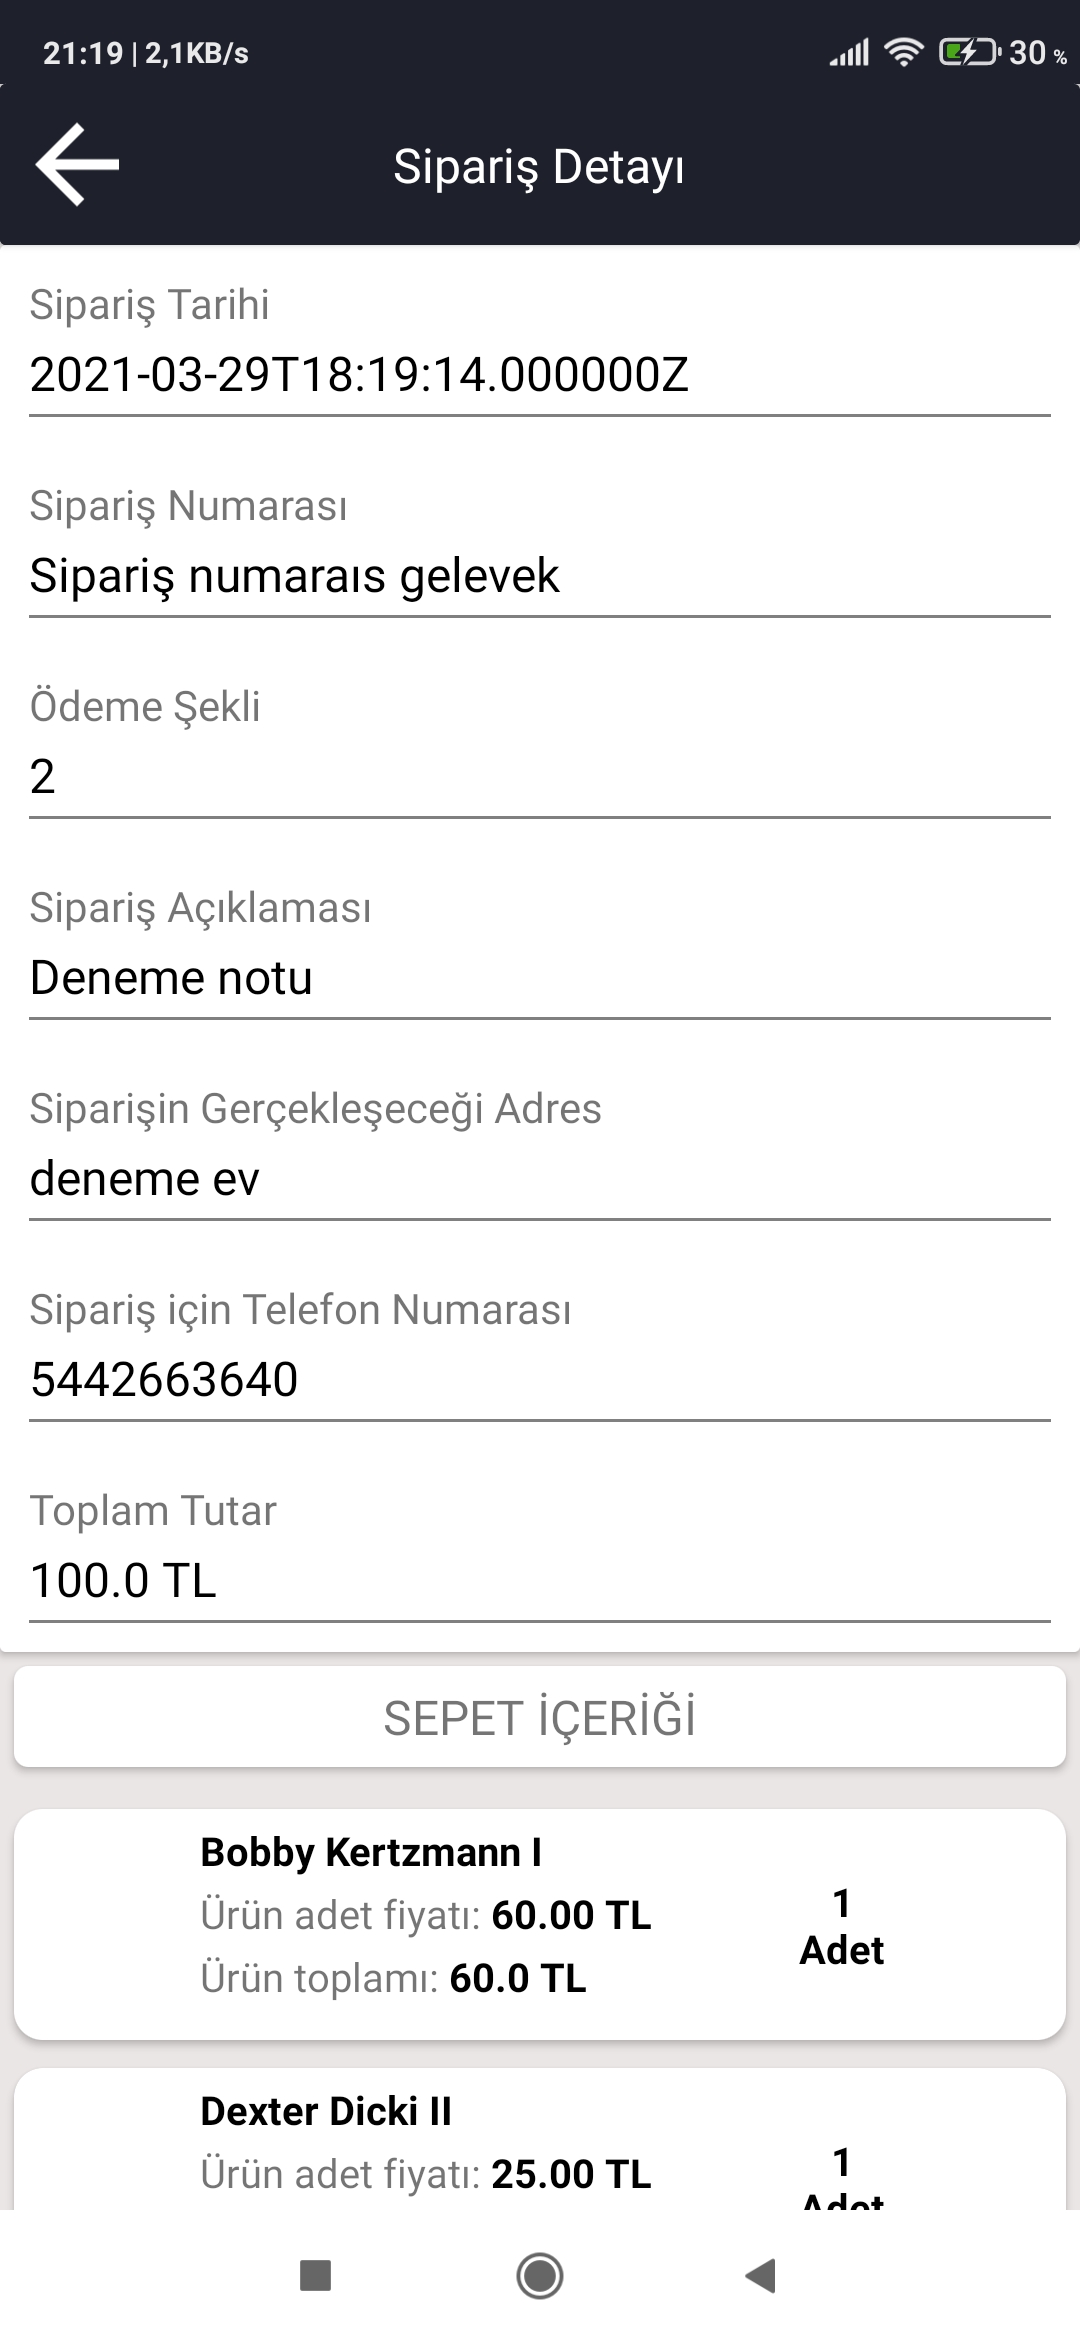 21:19 | 2,1KB/s 30 %
Sipariş Detayı
Sipariş Tarihi
2021-03-29T18:19:14.000000Z
Sipariş Numarası
Sipariş numaraıs gelevek
Ödeme Şekli
2
Sipariş Açıklaması
Deneme notu
Siparişin Gerçekleşeceği Adres
deneme ev
Sipariş için Telefon Numarası
5442663640
Toplam Tutar
100.0 TL
SEPET İÇERİĞİ
Bobby Kertzmann I
Ürün adet fiyatı: 60.00 TL
Ürün toplamı: 60.0 TL
1
Adet
Dexter Dicki II
Ürün adet fiyatı: 25.00 TL
1
Adet